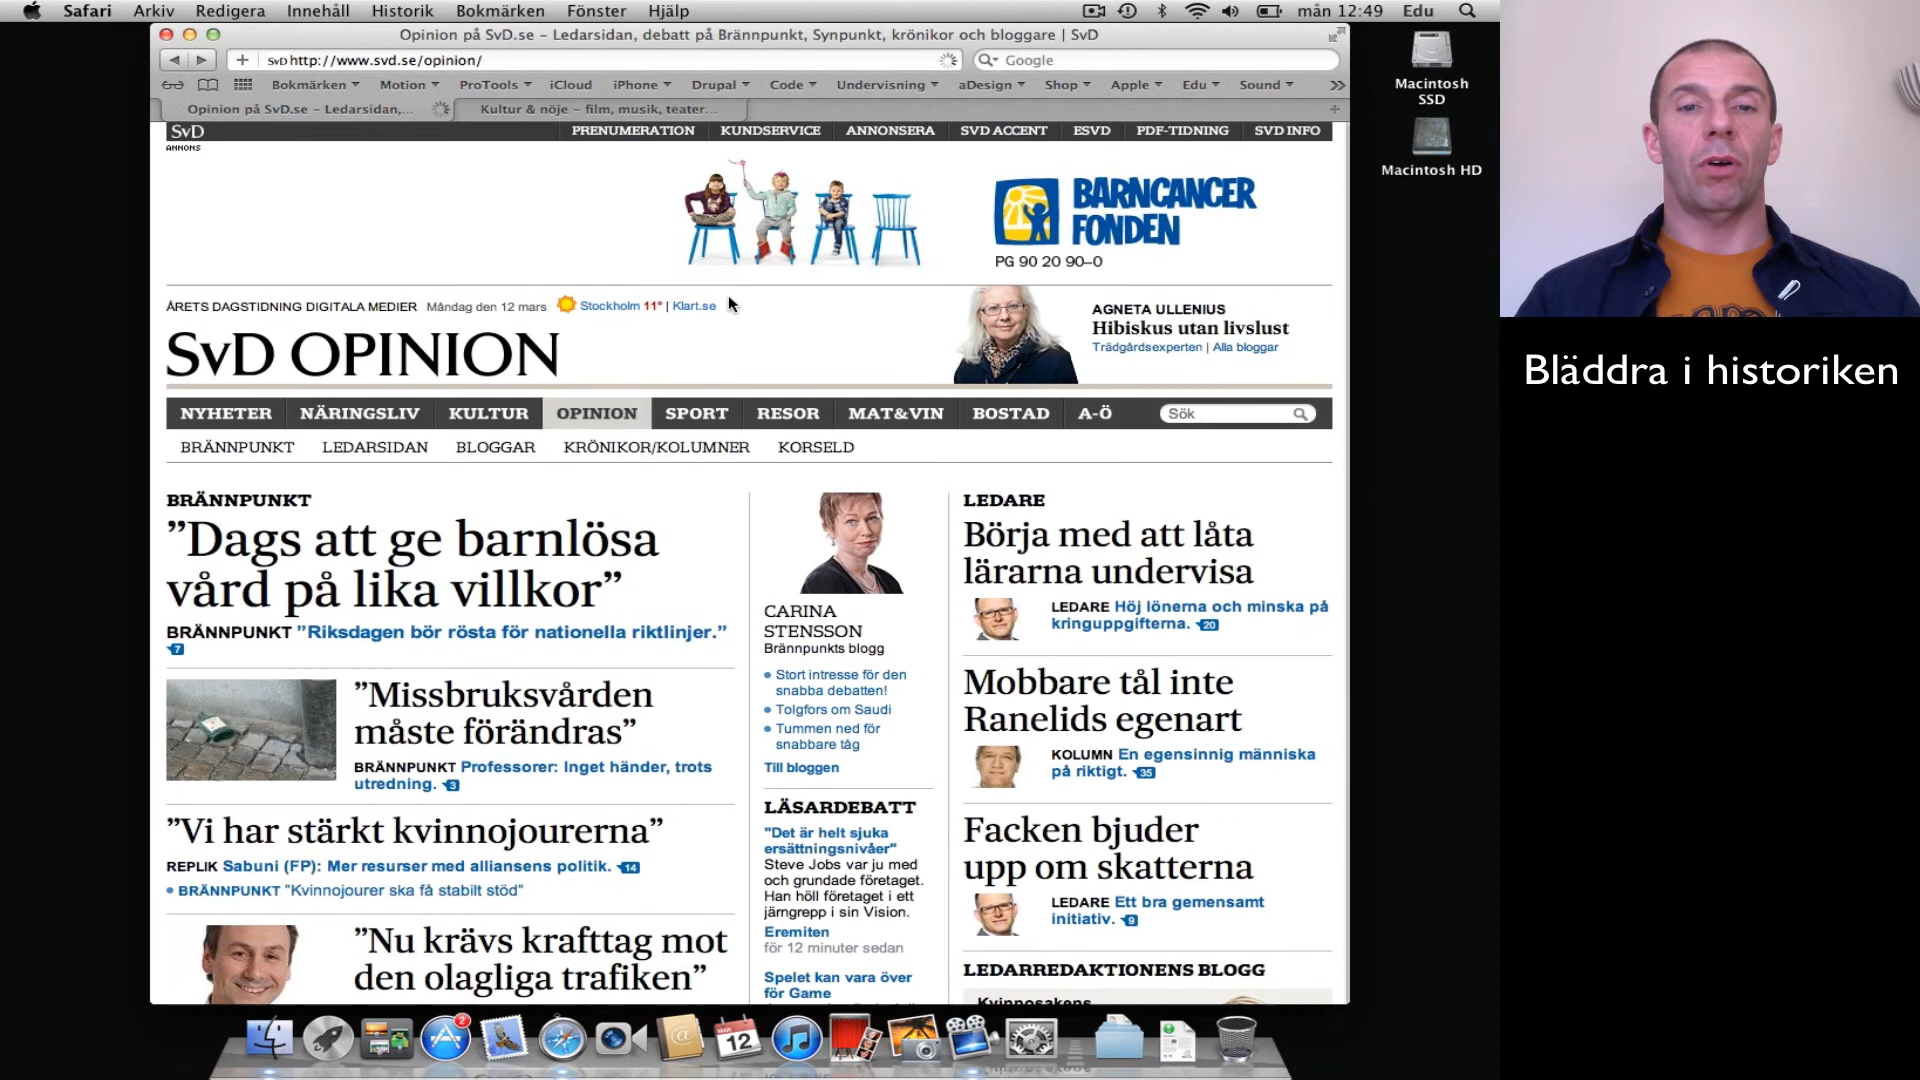 Safari Arkiv Redigera Innehåll Historik Bokmärken Fönster Hjälp
mån 12:49 Edu
Opinion på SvD.se – Ledarsidan, debatt på Brännpunkt, Synpunkt, krönikor och bloggare | SvD
SvD http://www.svd.se/opinion/
Google
Bokmärken Motion ProTools iCloud iPhone Drupal Code Undervisning aDesign Shop Apple Edu Sound
Opinion på SvD.se – Ledarsidan,...
Kultur & nöje – film, musik, teater...
SvD
PRENUMERATION KUNDSERVICE ANNONSERA SVD ACCENT ESVD PDF-TIDNING SVD INFO
ANNONS
BARNCANCER
FONDEN
PG 90 20 90–0
ÅRETS DAGSTIDNING DIGITALA MEDIER Måndag den 12 mars Stockholm 11° | Klart.se
SvD OPINION
AGNETA ULLENIUS
Hibiskus utan livslust
Trädgårdsexperten | Alla bloggar
NYHETER NÄRINGSLIV KULTUR OPINION SPORT RESOR MAT&VIN BOSTAD A-Ö Sök
BRÄNNPUNKT LEDARSIDAN BLOGGAR KRÖNIKOR/KOLUMNER KORSELD
BRÄNNPUNKT
”Dags att ge barnlösa
vård på lika villkor”
BRÄNNPUNKT ”Riksdagen bör rösta för nationella riktlinjer.”
7
”Missbruksvården
måste förändras”
BRÄNNPUNKT Professorer: Inget händer, trots
utredning. 3
”Vi har stärkt kvinnojourerna”
REPLIK Sabuni (FP): Mer resurser med alliansens politik. 14
• BRÄNNPUNKT ”Kvinnojourer ska få stabilt stöd”
”Nu krävs krafttag mot
den olagliga trafiken”
CARINA
STENSSON
Brännpunkts blogg
• Stort intresse för den
snabba debatten!
• Tolgfors om Saudi
• Tummen ned för
snabbare tåg
Till bloggen
LÄSARDEBATT
"Det är helt sjuka
ersättningsnivåer"
Steve Jobs var ju med
och grundade företaget.
Han höll företaget i ett
järngrepp i sin Vision.
Eremiten
för 12 minuter sedan
Spelet kan vara över
för Game
LEDARE
Börja med att låta
lärarna undervisa
LEDARE Höj lönerna och minska på
kringuppgifterna. 20
Mobbare tål inte
Ranelids egenart
KOLUMN En egensinnig människa
på riktigt. 35
Facken bjuder
upp om skatterna
LEDARE Ett bra gemensamt
initiativ. 9
LEDARREDAKTIONENS BLOGG
Kvinnosakens
Macintosh
SSD
Macintosh HD
Bläddra i historiken
2
MAR
12